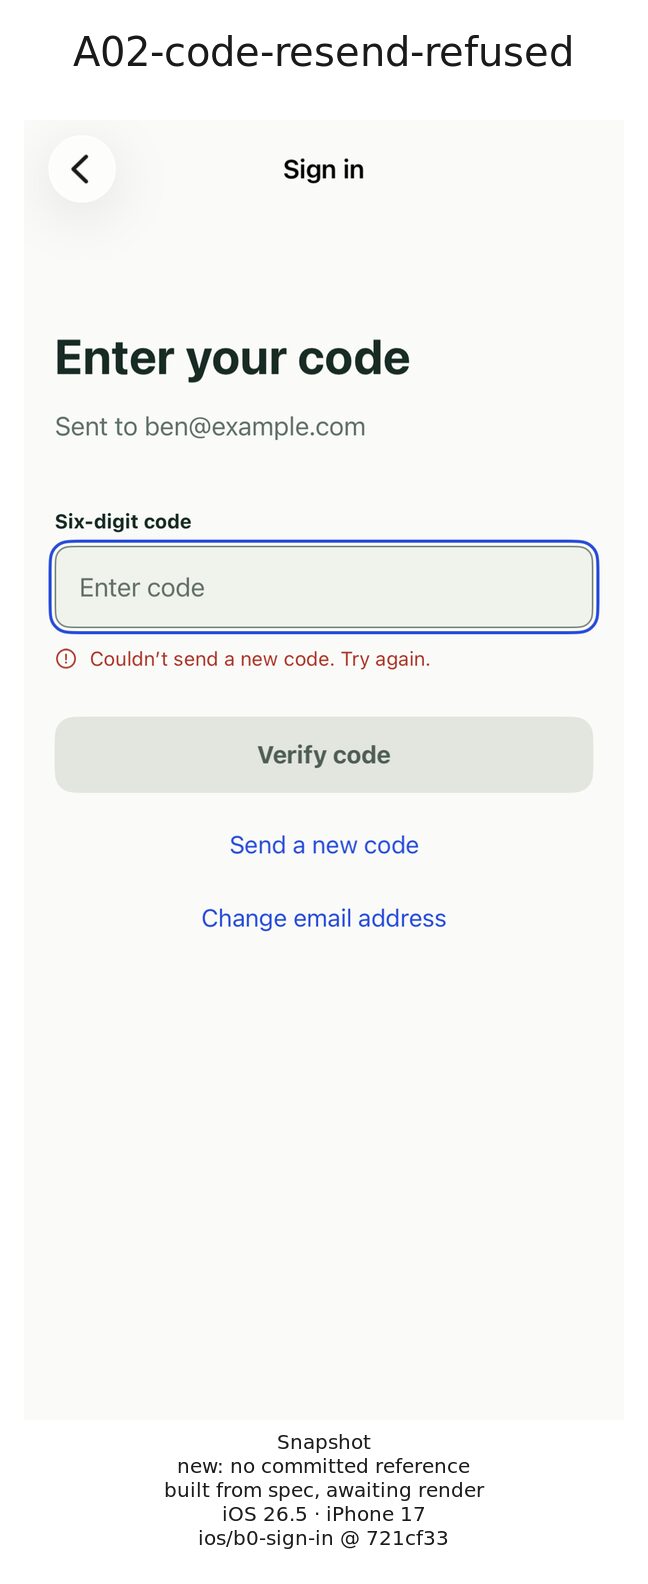 A02-code-resend-refused
Sign in
Enter your code
Sent to ben@example.com
Six-digit code
Enter code
Couldn’t send a new code. Try again.
Verify code
Send a new code
Change email address
Snapshot
new: no committed reference
built from spec, awaiting render
iOS 26.5 · iPhone 17
ios/b0-sign-in @ 721cf33